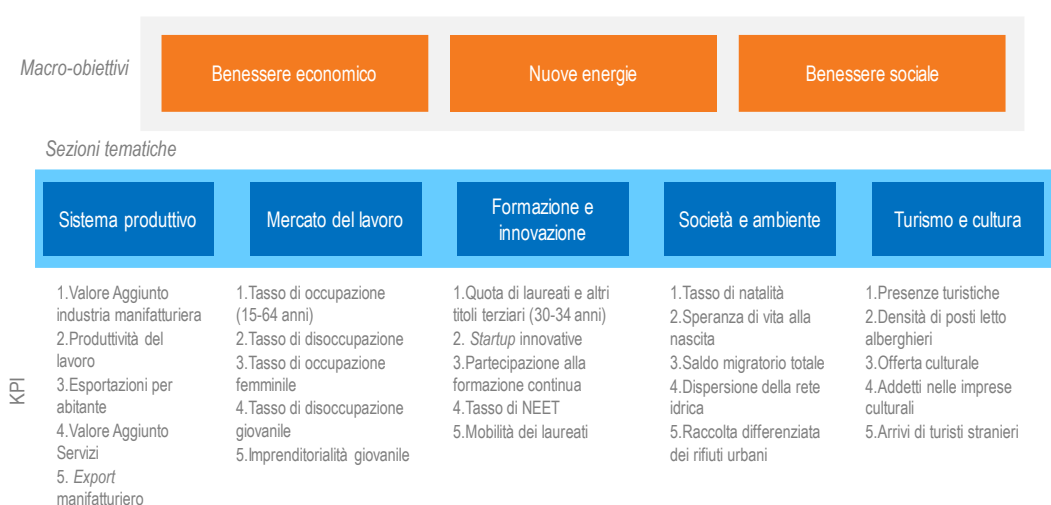 Macro-obiettivi
Benessere economico
Nuove energie
Benessere sociale
Sezioni tematiche
Sistema produttivo
Mercato del lavoro
Formazione e
innovazione
Società e ambiente
Turismo e cultura
KPI
1.Valore Aggiunto
industria manifatturiera
2.Produttività del
lavoro
3.Esportazioni per
abitante
4.Valore Aggiunto
Servizi
5. Export
manifatturiero
1.Tasso di occupazione
(15-64 anni)
2.Tasso di disoccupazione
3.Tasso di occupazione
femminile
4.Tasso di disoccupazione
giovanile
5.Imprenditorialità giovanile
1.Quota di laureati e altri
titoli terziari (30-34 anni)
2. Startup innovative
3.Partecipazione alla
formazione continua
4.Tasso di NEET
5.Mobilità dei laureati
1.Tasso di natalità
2.Speranza di vita alla
nascita
3.Saldo migratorio totale
4.Dispersione della rete
idrica
5.Raccolta differenziata
dei rifiuti urbani
1.Presenze turistiche
2.Densità di posti letto
alberghieri
3.Offerta culturale
4.Addetti nelle imprese
culturali
5.Arrivi di turisti stranieri